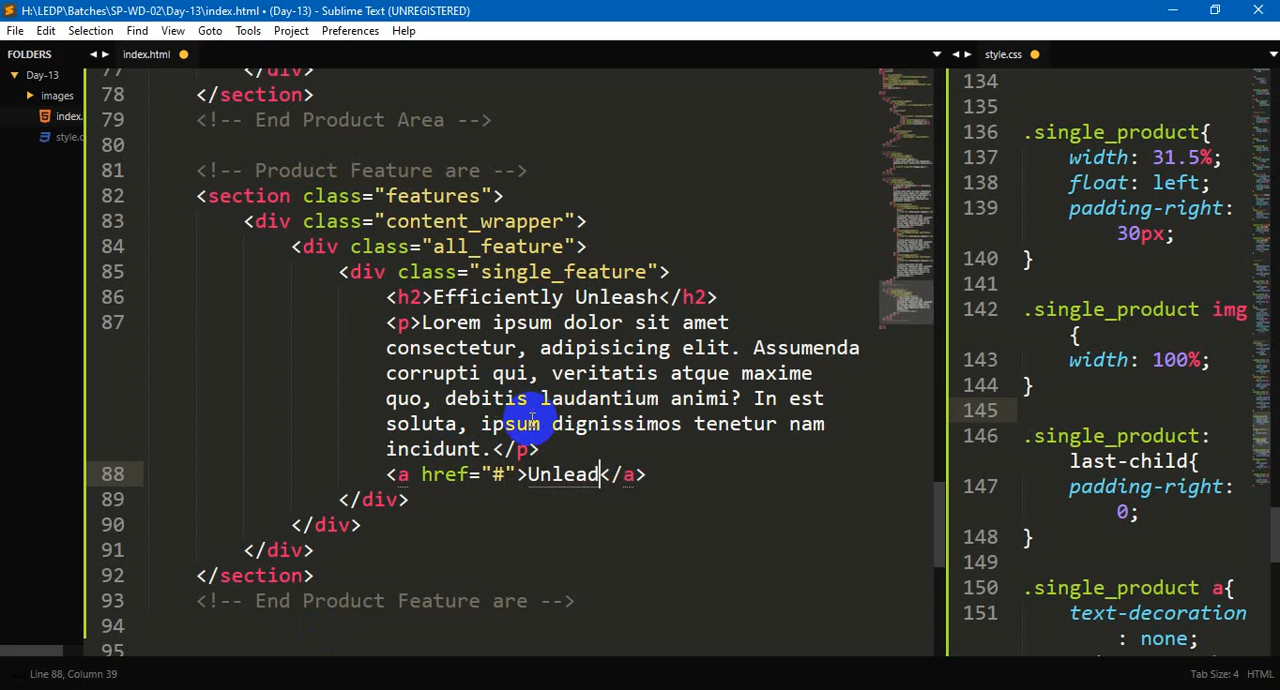 H:\LEDP\Batches\SP-WD-02\Day-13\index.html • (Day-13) - Sublime Text (UNREGISTERED)
File Edit Selection Find View Goto Tools Project Preferences Help
FOLDERS
Day-13
images
index.
style.c
index.html
77 </div>
78 </section>
79 <!-- End Product Area -->
80
81 <!-- Product Feature are -->
82 <section class="features">
83 <div class="content_wrapper">
84 <div class="all_feature">
85 <div class="single_feature">
86 <h2>Efficiently Unleash</h2>
87 <p>Lorem ipsum dolor sit amet
consectetur, adipisicing elit. Assumenda
corrupti qui, veritatis atque maxime
quo, debitis laudantium animi? In est
soluta, ipsum dignissimos tenetur nam
incidunt.</p>
88 <a href="#">Unlead</a>
89 </div>
90 </div>
91 </div>
92 </section>
93 <!-- End Product Feature are -->
94
95
style.css
134
135
136 .single_product{
137 width: 31.5%;
138 float: left;
139 padding-right:
30px;
140 }
141
142 .single_product img
{
143 width: 100%;
144 }
145
146 .single_product:
last-child{
147 padding-right:
0;
148 }
149
150 .single_product a{
151 text-decoration
: none;
Line 88, Column 39
Tab Size: 4 HTML